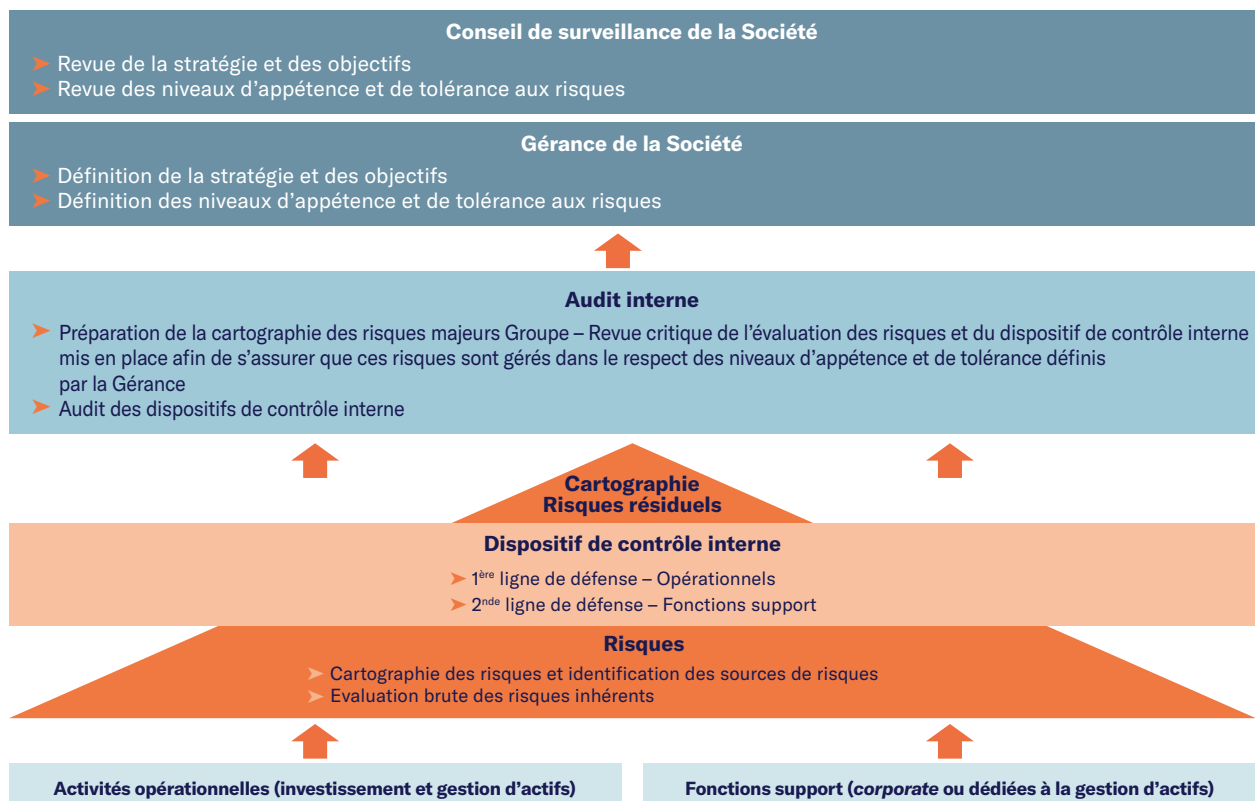 Conseil de surveillance de la Société
➤ Revue de la stratégie et des objectifs
➤ Revue des niveaux d’appétence et de tolérance aux risques
Gérance de la Société
➤ Définition de la stratégie et des objectifs
➤ Définition des niveaux d’appétence et de tolérance aux risques
Audit interne
➤ Préparation de la cartographie des risques majeurs Groupe – Revue critique de l’évaluation des risques et du dispositif de contrôle interne
mis en place afin de s’assurer que ces risques sont gérés dans le respect des niveaux d’appétence et de tolérance définis
par la Gérance
➤ Audit des dispositifs de contrôle interne
Cartographie
Risques résiduels
Dispositif de contrôle interne
➤ 1ère ligne de défense – Opérationnels
➤ 2nde ligne de défense – Fonctions support
Risques
➤ Cartographie des risques et identification des sources de risques
➤ Evaluation brute des risques inhérents
Activités opérationnelles (investissement et gestion d’actifs)
Fonctions support (corporate ou dédiées à la gestion d’actifs)